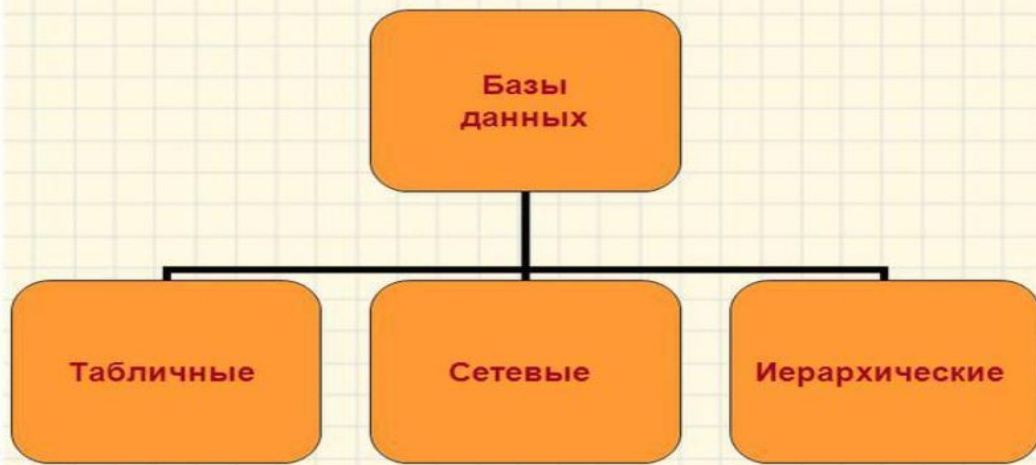 Базы
данных
Табличные
Сетевые
Иерархические